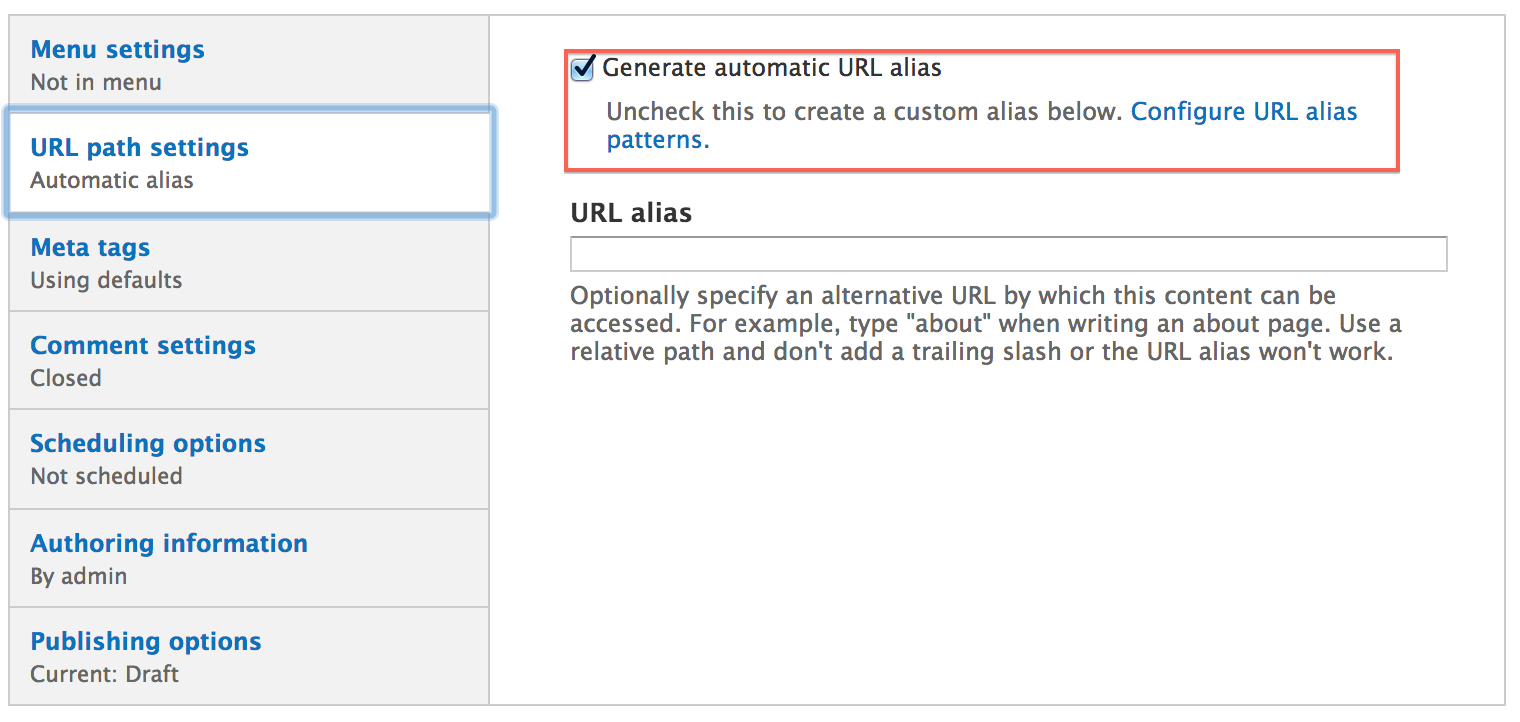 Menu settings
Not in menu
URL path settings
Automatic alias
Meta tags
Using defaults
Comment settings
Closed
Scheduling options
Not scheduled
Authoring information
By admin
Publishing options
Current: Draft
Generate automatic URL alias
Uncheck this to create a custom alias below. Configure URL alias
patterns.
URL alias
Optionally specify an alternative URL by which this content can be
accessed. For example, type "about" when writing an about page. Use a
relative path and don't add a trailing slash or the URL alias won't work.